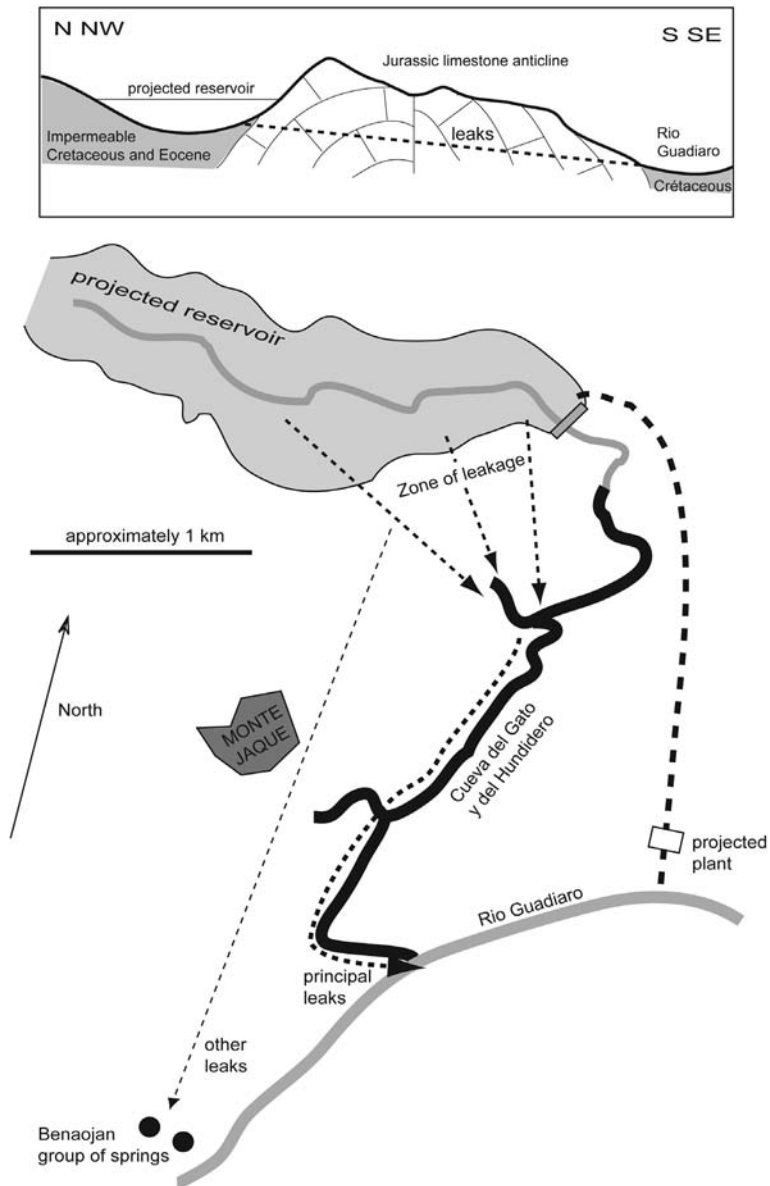 N NW
S SE
Jurassic limestone anticline
projected reservoir
leaks
Impermeable
Cretaceous and Eocene
Rio
Guadiaro
Crétaceous
projected reservoir
Zone of leakage
approximately 1 km
North
MONTE
JAQUE
Cueva del Gato
y del Hundidero
projected
plant
Rio Guadiaro
principal
leaks
other
leaks
Benaojan
group of springs